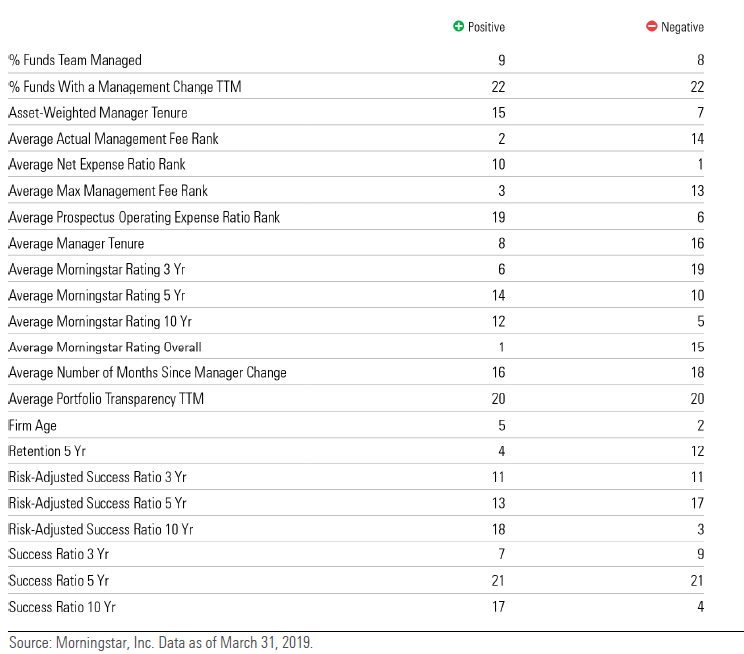 Positive Negative
% Funds Team Managed 9 8
% Funds With a Management Change TTM 22 22
Asset-Weighted Manager Tenure 15 7
Average Actual Management Fee Rank 2 14
Average Net Expense Ratio Rank 10 1
Average Max Management Fee Rank 3 13
Average Prospectus Operating Expense Ratio Rank 19 6
Average Manager Tenure 8 16
Average Morningstar Rating 3 Yr 6 19
Average Morningstar Rating 5 Yr 14 10
Average Morningstar Rating 10 Yr 12 5
Average Morningstar Rating Overall 1 15
Average Number of Months Since Manager Change 16 18
Average Portfolio Transparency TTM 20 20
Firm Age 5 2
Retention 5 Yr 4 12
Risk-Adjusted Success Ratio 3 Yr 11 11
Risk-Adjusted Success Ratio 5 Yr 13 17
Risk-Adjusted Success Ratio 10 Yr 18 3
Success Ratio 3 Yr 7 9
Success Ratio 5 Yr 21 21
Success Ratio 10 Yr 17 4
Source: Morningstar, Inc. Data as of March 31, 2019.